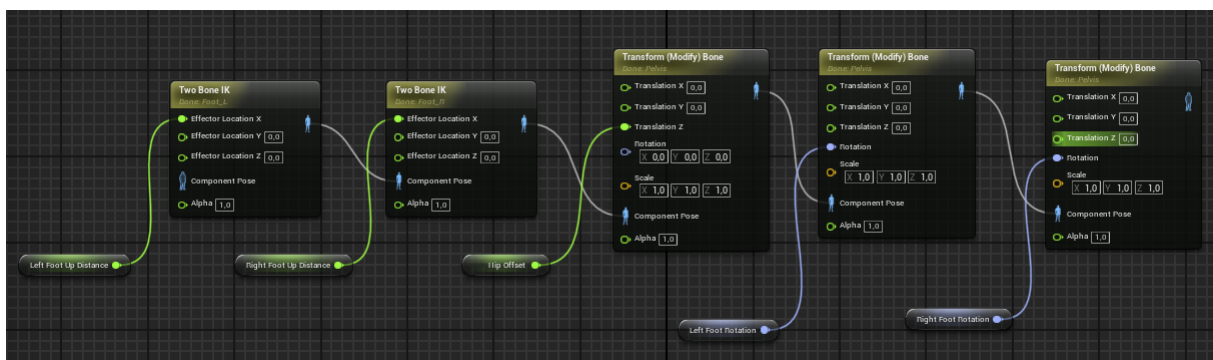 Two Bone IK
Bone: Foot_L
Effector Location X
Effector Location Y 0,0
Effector Location Z 0,0
Component Pose
Alpha 1,0
Left Foot Up Distance
Two Bone IK
Bone: Foot_R
Effector Location X
Effector Location Y 0,0
Effector Location Z 0,0
Component Pose
Alpha 1,0
Right Foot Up Distance
Transform (Modify) Bone
Bone: Pelvis
Translation X 0,0
Translation Y 0,0
Translation Z
Rotation
X 0,0 Y 0,0 Z 0,0
Scale
X 1,0 Y 1,0 Z 1,0
Component Pose
Alpha 1,0
Hip Offset
Transform (Modify) Bone
Bone: Pelvis
Translation X 0,0
Translation Y 0,0
Translation Z 0,0
Rotation
Scale
X 1,0 Y 1,0 Z 1,0
Component Pose
Alpha 1,0
Left Foot Rotation
Transform (Modify) Bone
Bone: Pelvis
Translation X 0,0
Translation Y 0,0
Translation Z 0,0
Rotation
Scale
X 1,0 Y 1,0 Z 1,0
Component Pose
Alpha 1,0
Right Foot Rotation